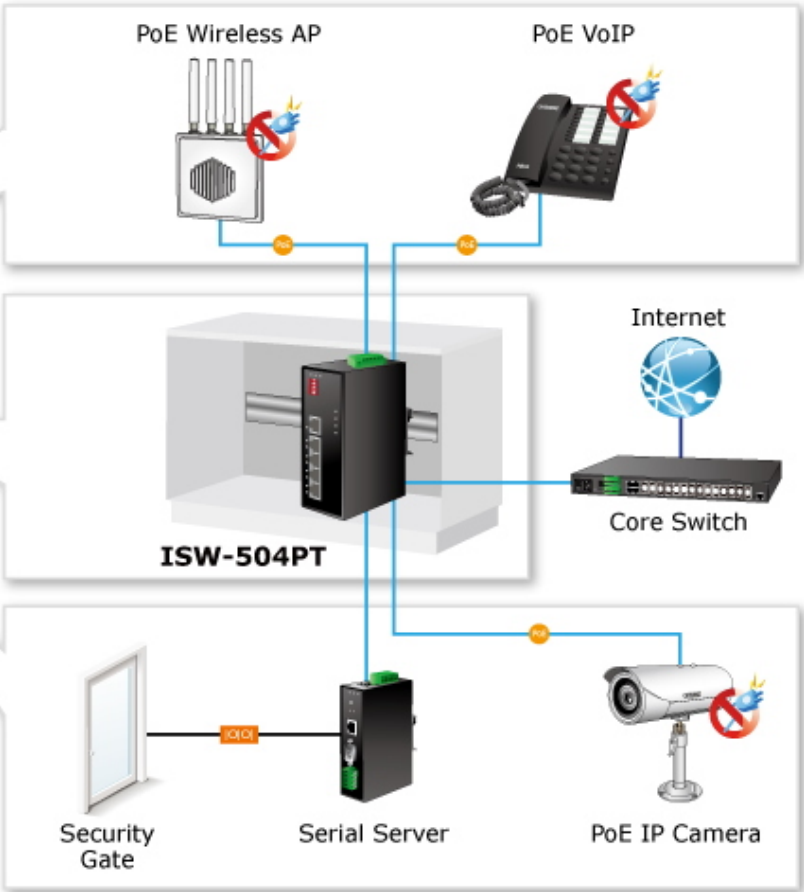 PoE Wireless AP
PoE VoIP
PoE
PoE
Internet
Core Switch
ISW-504PT
PoE
|O|O|
Security
Gate
Serial Server
PoE IP Camera